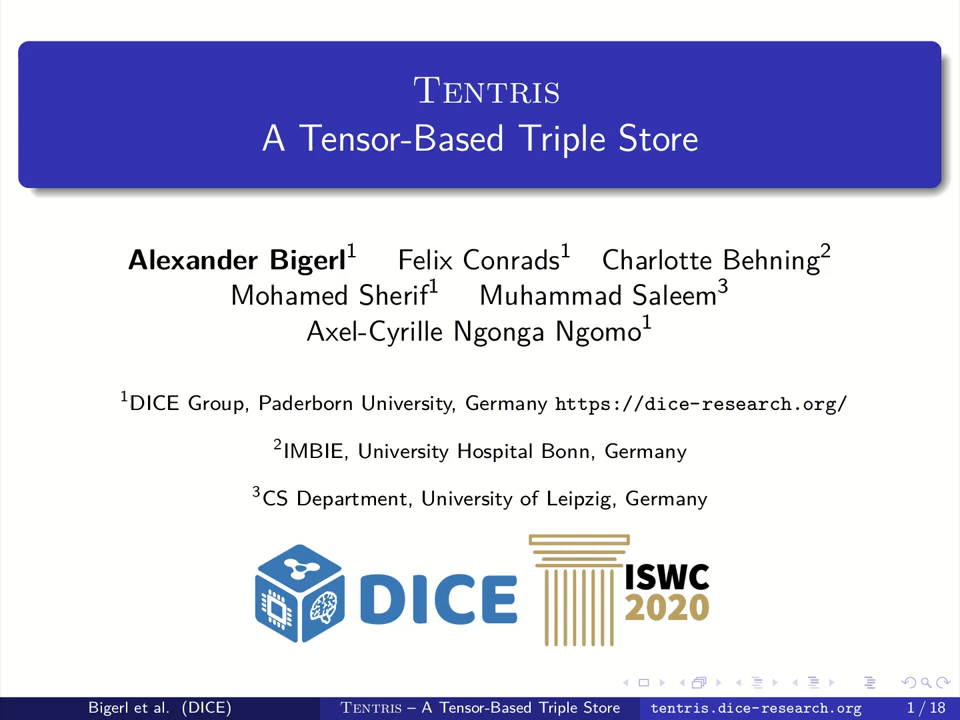 Tentris
A Tensor-Based Triple Store
Alexander Bigerl¹ Felix Conrads¹ Charlotte Behning²
Mohamed Sherif¹ Muhammad Saleem³
Axel-Cyrille Ngonga Ngomo¹
¹DICE Group, Paderborn University, Germany https://dice-research.org/
²IMBIE, University Hospital Bonn, Germany
³CS Department, University of Leipzig, Germany
DICE
ISWC
2020
Bigerl et al. (DICE) Tentris – A Tensor-Based Triple Store tentris.dice-research.org 1 / 18